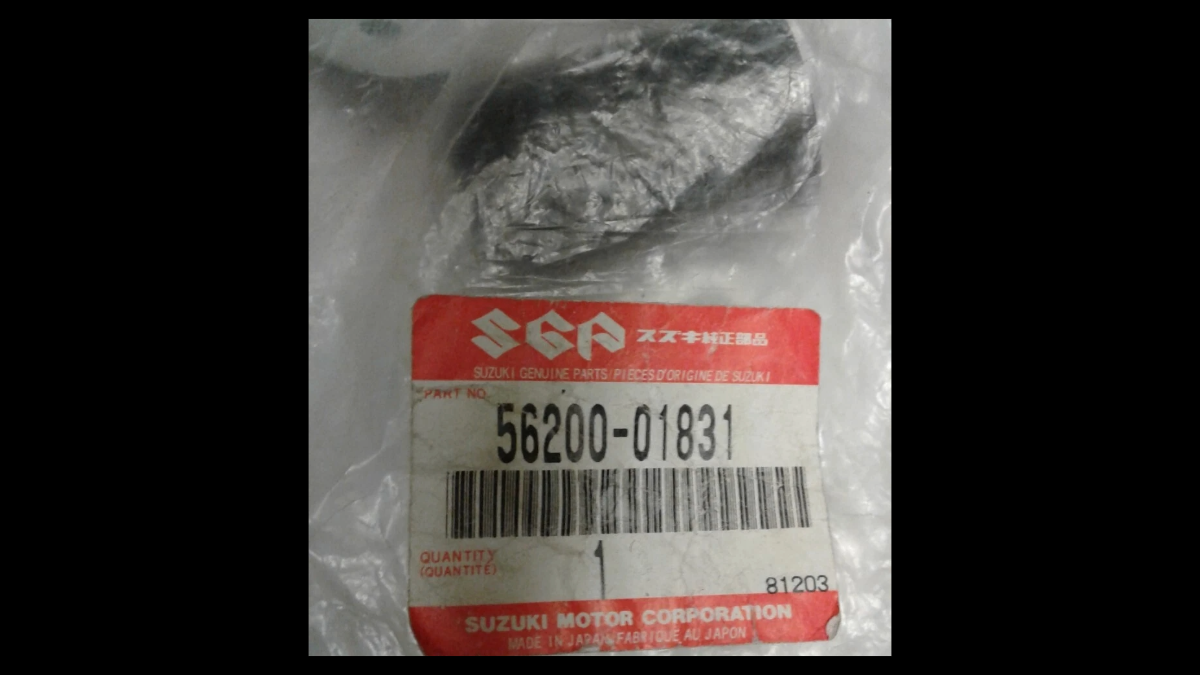 SGP スズキ純正部品
SUZUKI GENUINE PARTS/PIECES D'ORIGINE DE SUZUKI
PART NO.
56200-01831
QUANTITY 1
(QUANTITÉ)
81203
SUZUKI MOTOR CORPORATION
MADE IN JAPAN FABRIQUÉ AU JAPON